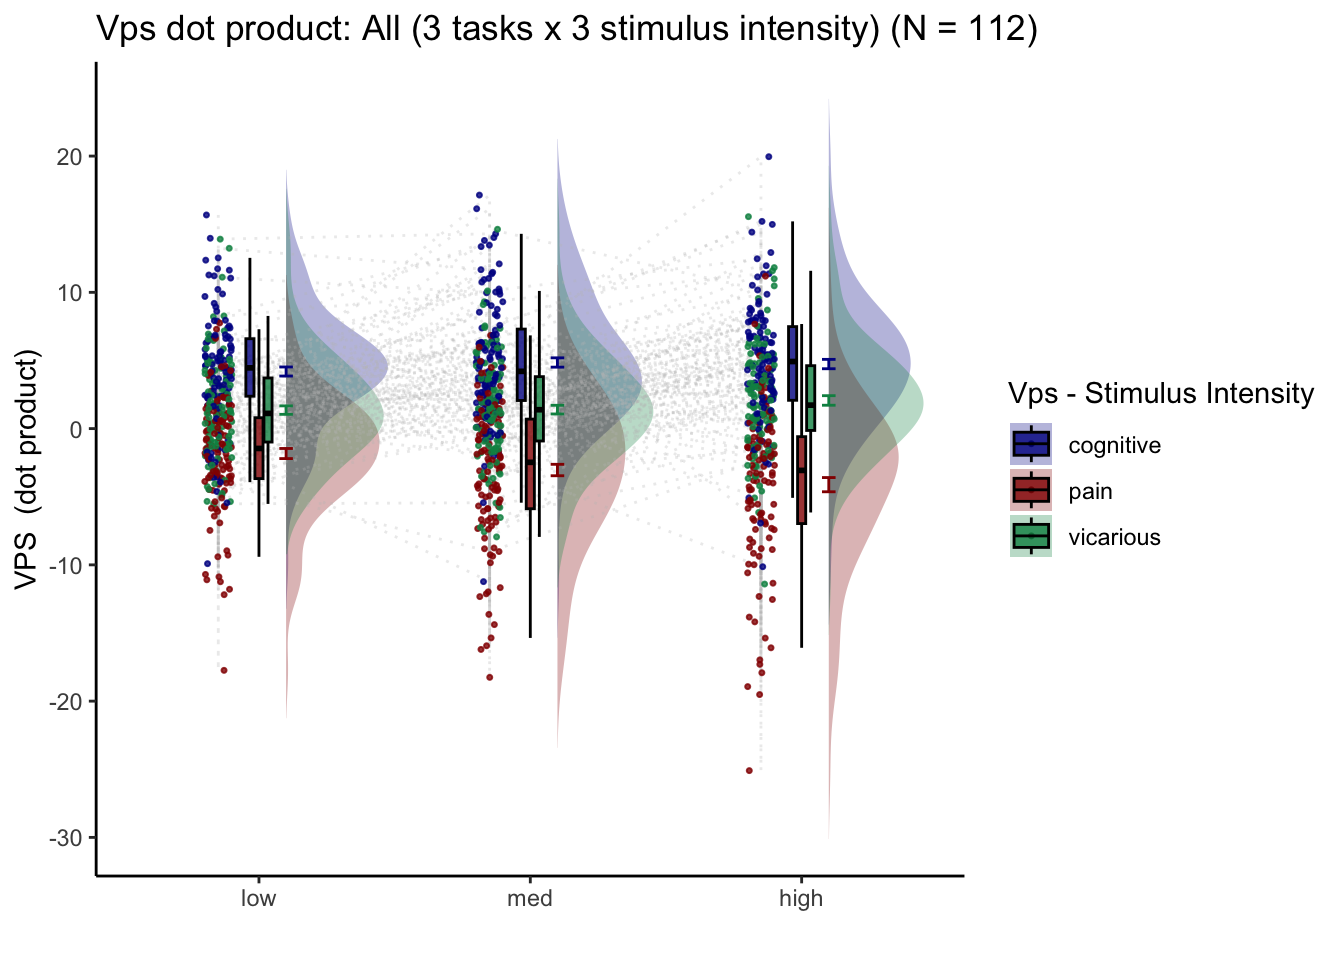 Vps dot product: All (3 tasks x 3 stimulus intensity) (N = 112)
VPS  (dot product)
20
10
0
-10
-20
-30
low
med
high
Vps - Stimulus Intensity
cognitive
pain
vicarious